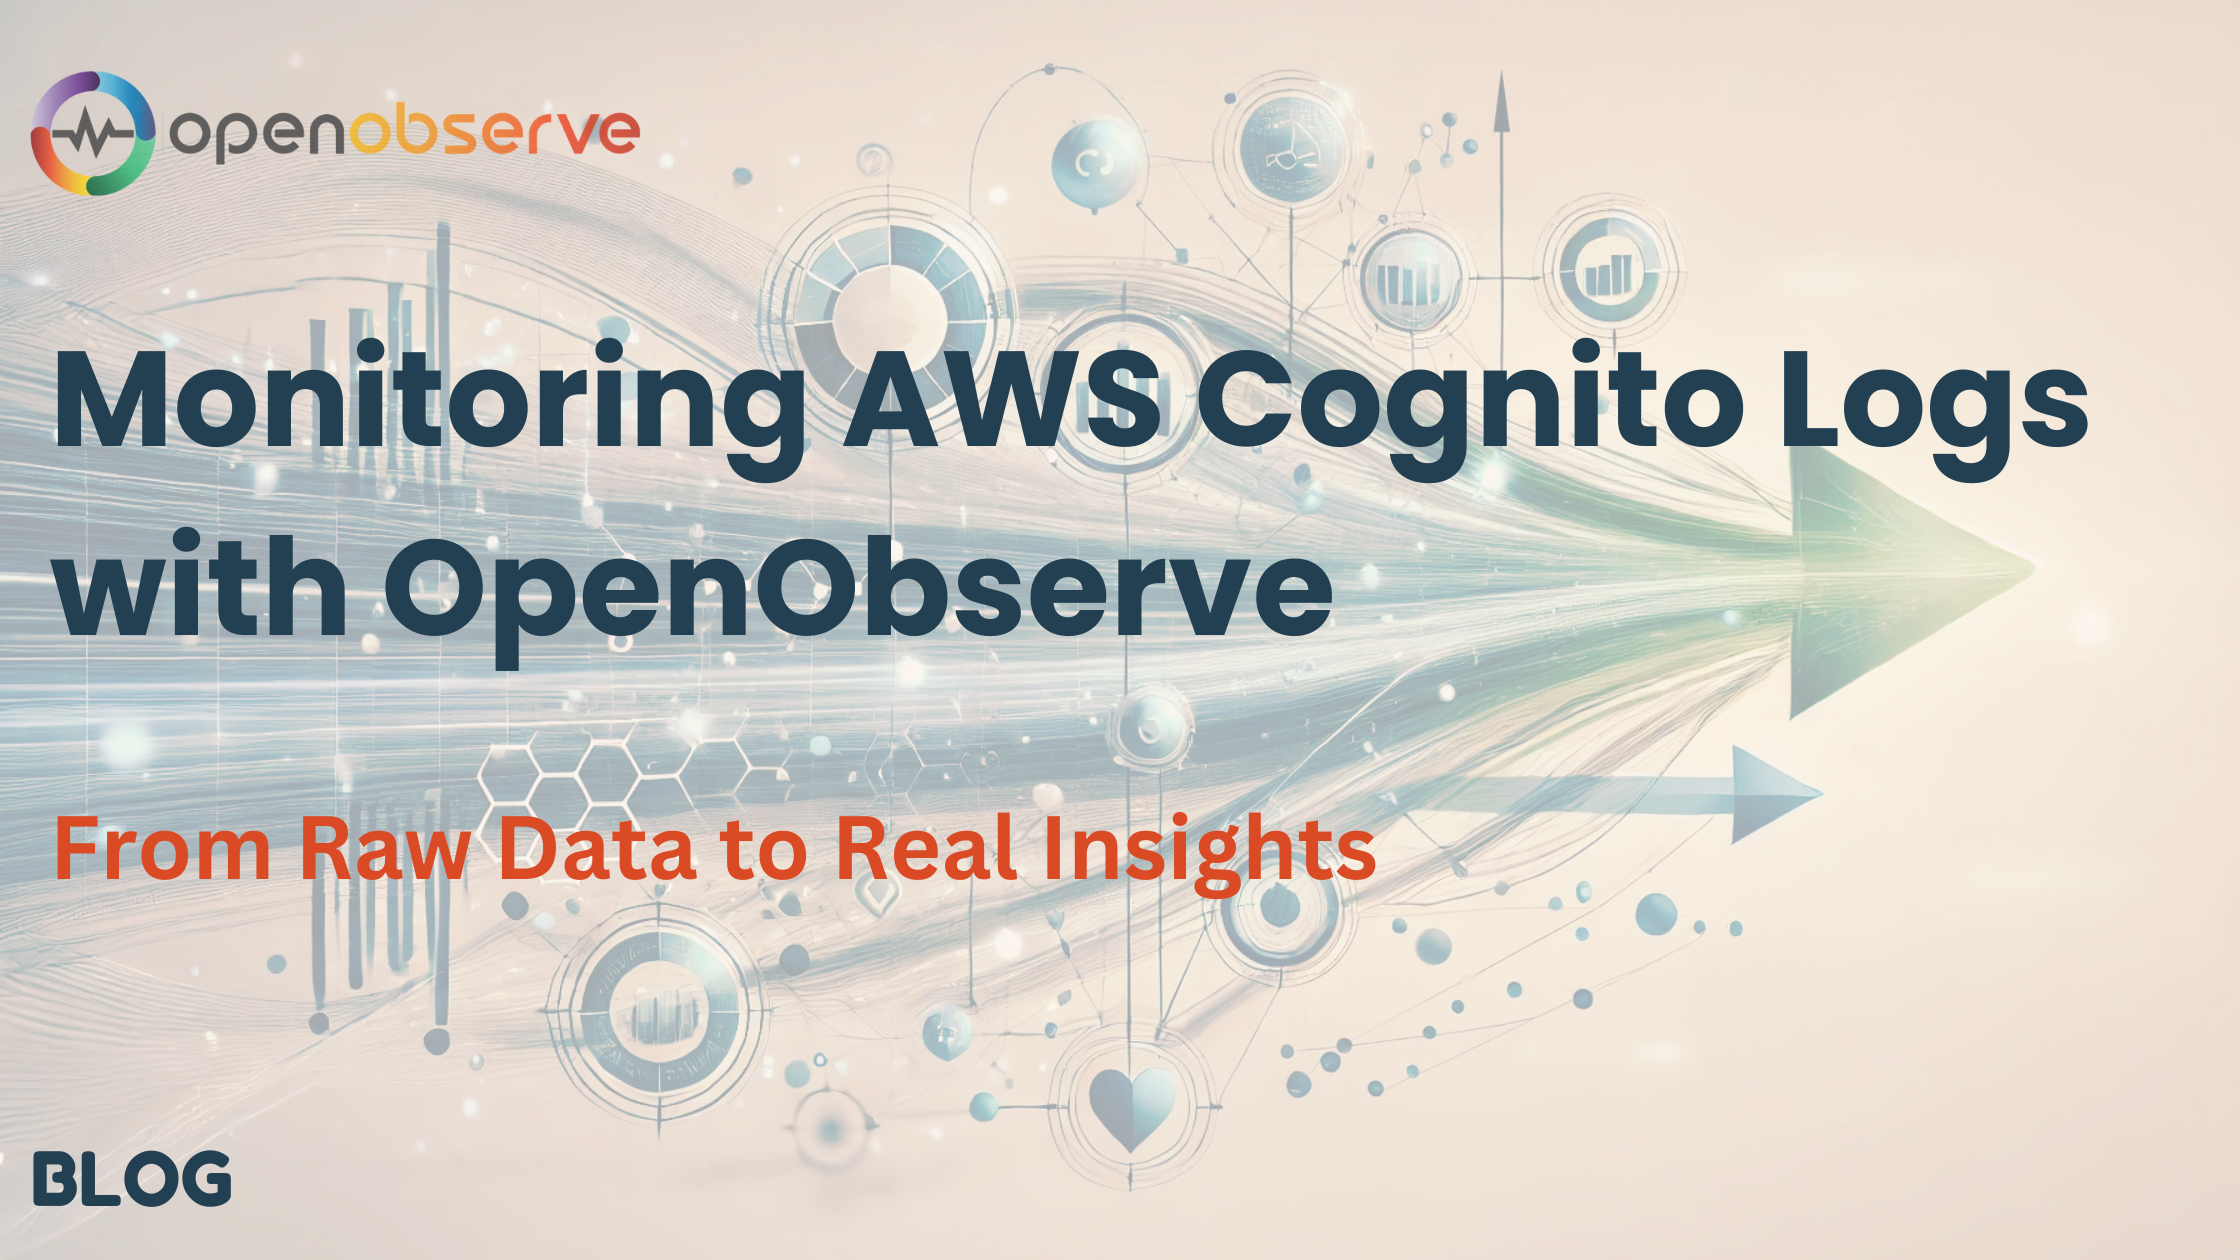 openobserve
Monitoring AWS Cognito Logs
with OpenObserve
From Raw Data to Real Insights
BLOG